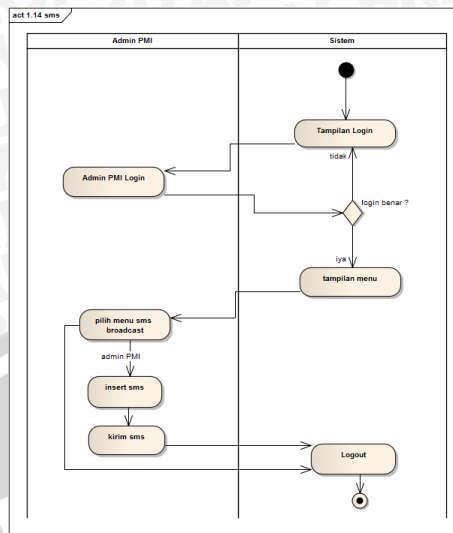 act 1.14 sms
Admin PMI
Sistem
Tampilan Login
tidak
Admin PMI Login
login benar ?
iya
tampilan menu
pilih menu sms
broadcast
admin PMI
insert sms
kirim sms
Logout